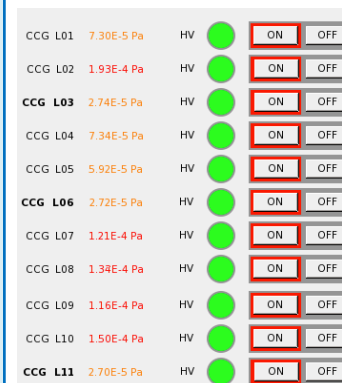 CCG L01 7.30E-5 Pa HV ON OFF
CCG L02 1.93E-4 Pa HV ON OFF
CCG L03 2.74E-5 Pa HV ON OFF
CCG L04 7.34E-5 Pa HV ON OFF
CCG L05 5.92E-5 Pa HV ON OFF
CCG L06 2.72E-5 Pa HV ON OFF
CCG L07 1.21E-4 Pa HV ON OFF
CCG L08 1.34E-4 Pa HV ON OFF
CCG L09 1.16E-4 Pa HV ON OFF
CCG L10 1.50E-4 Pa HV ON OFF
CCG L11 2.70E-5 Pa HV ON OFF